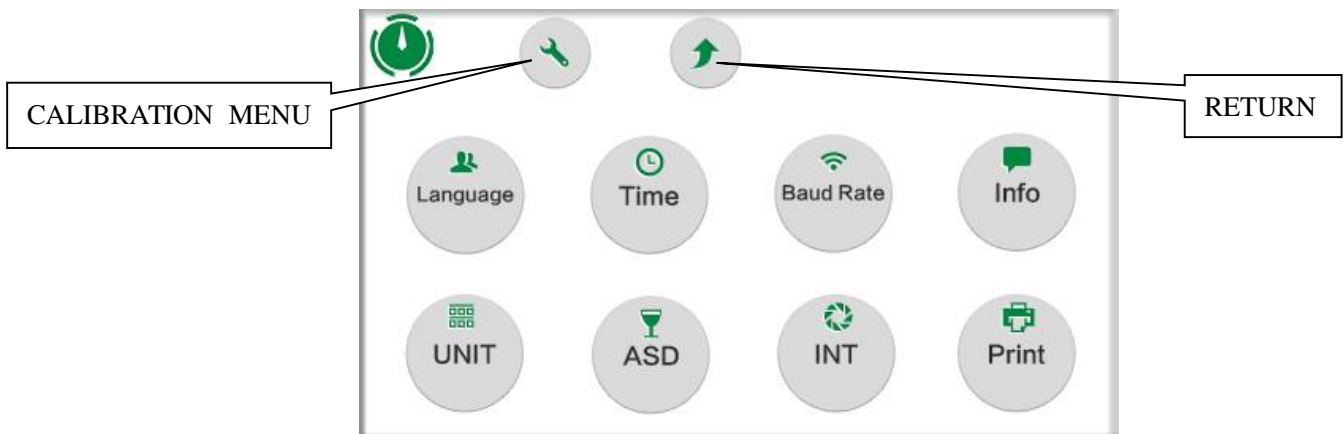 CALIBRATION MENU
RETURN
Language
Time
Baud Rate
Info
UNIT
ASD
INT
Print